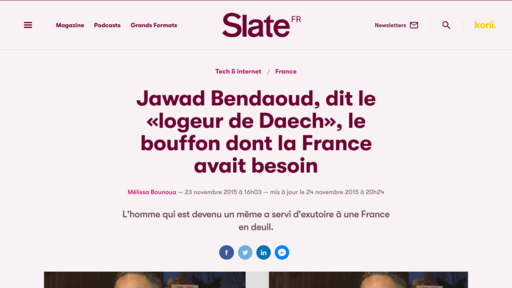 Magazine Podcasts Grands Formats Slate FR Newsletters korii.
Tech & internet / France
Jawad Bendaoud, dit le
«logeur de Daech», le
bouffon dont la France
avait besoin
Mélissa Bounoua — 23 novembre 2015 à 16h03 — mis à jour le 24 novembre 2015 à 20h24
L'homme qui est devenu un mème a servi d'exutoire à une France
en deuil.